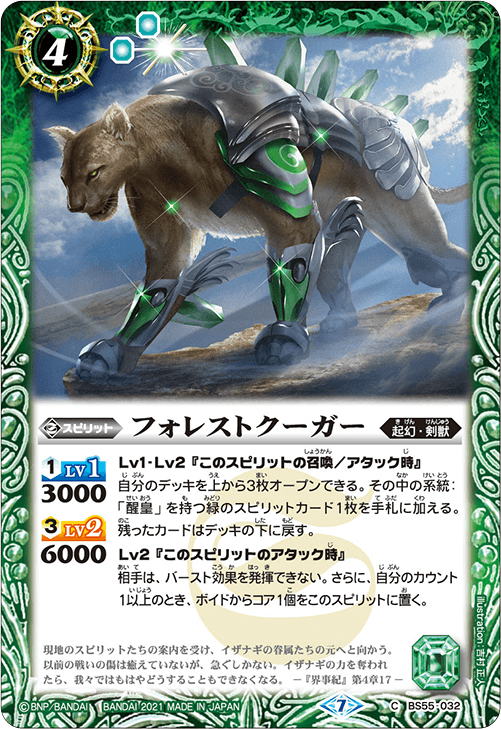 4
スピリット
フォレストクーガー
起幻・剣獣
1 LV1
3000
3 LV2
6000
Lv1・Lv2『このスピリットの召喚／アタック時』
自分のデッキを上から3枚オープンできる。その中の系統：
「醒皇」を持つ緑のスピリットカード1枚を手札に加える。
残ったカードはデッキの下に戻す。
Lv2『このスピリットのアタック時』
相手は、バースト効果を発揮できない。さらに、自分のカウント
1以上のとき、ボイドからコア1個をこのスピリットに置く。
現地のスピリットたちの案内を受け、イザナギの眷属たちの元へと向かう。
以前の戦いの傷は癒えていないが、急ぐしかない。イザナギの力を奪われ
たら、我々ではもはやどうすることもできなくなる。 ―『界事紀』第4章17―
illustration 吉村正人
©BNP/BANDAI BANDAI 2021 MADE IN JAPAN
7
C BS55-032